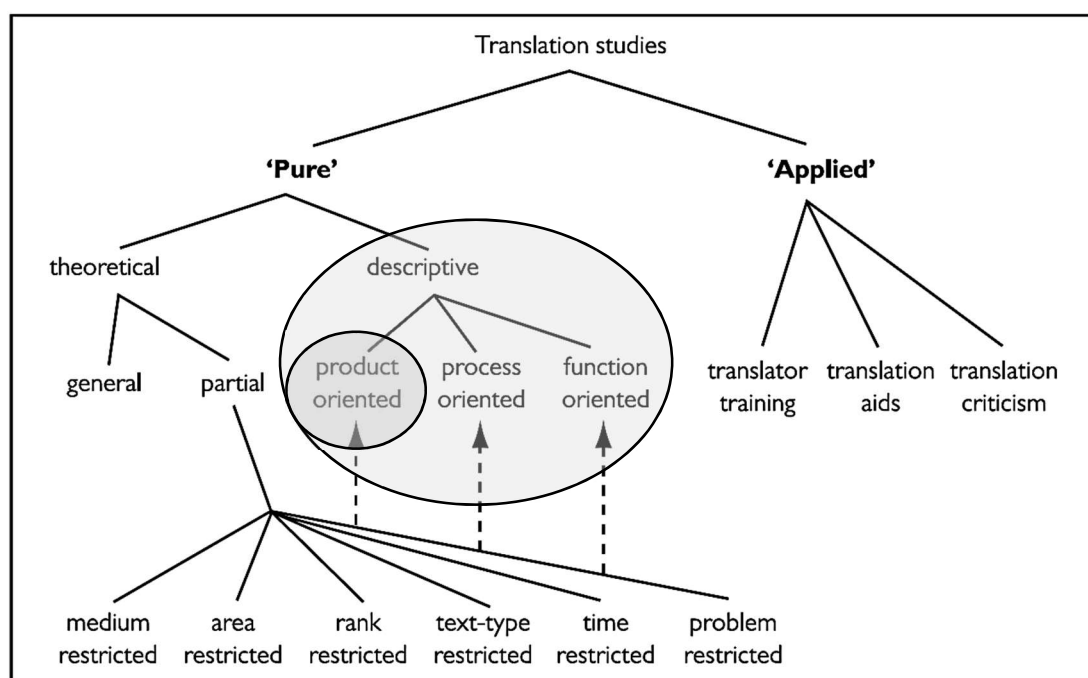 Translation studies
‘Pure’
‘Applied’
theoretical
descriptive
general
partial
product
oriented
process
oriented
function
oriented
translator
training
translation
aids
translation
criticism
medium
restricted
area
restricted
rank
restricted
text-type
restricted
time
restricted
problem
restricted